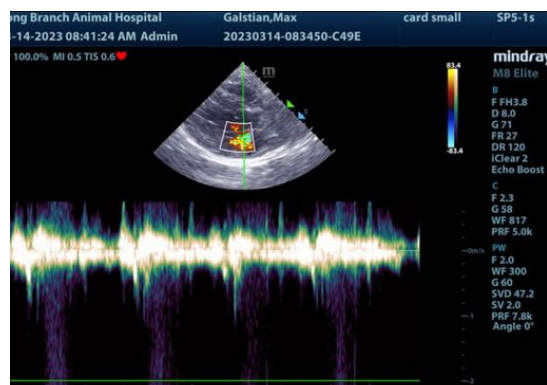 ong Branch Animal Hospital Galstian,Max card small SP5-1s
-14-2023 08:41:24 AM Admin 20230314-083450-C49E
100.0% MI 0.5 TIS 0.6
m
mindray
M8 Elite
83.4
-83.4
B
F FH3.8
D 8.0
G 71
FR 27
DR 120
iClear 2
Echo Boost
C
F 2.3
G 58
WF 817
PRF 5.0k
PW
F 2.0
WF 300
G 60
SVD 47.2
SV 2.0
PRF 7.8k
Angle 0°
0m/s
-1
-2